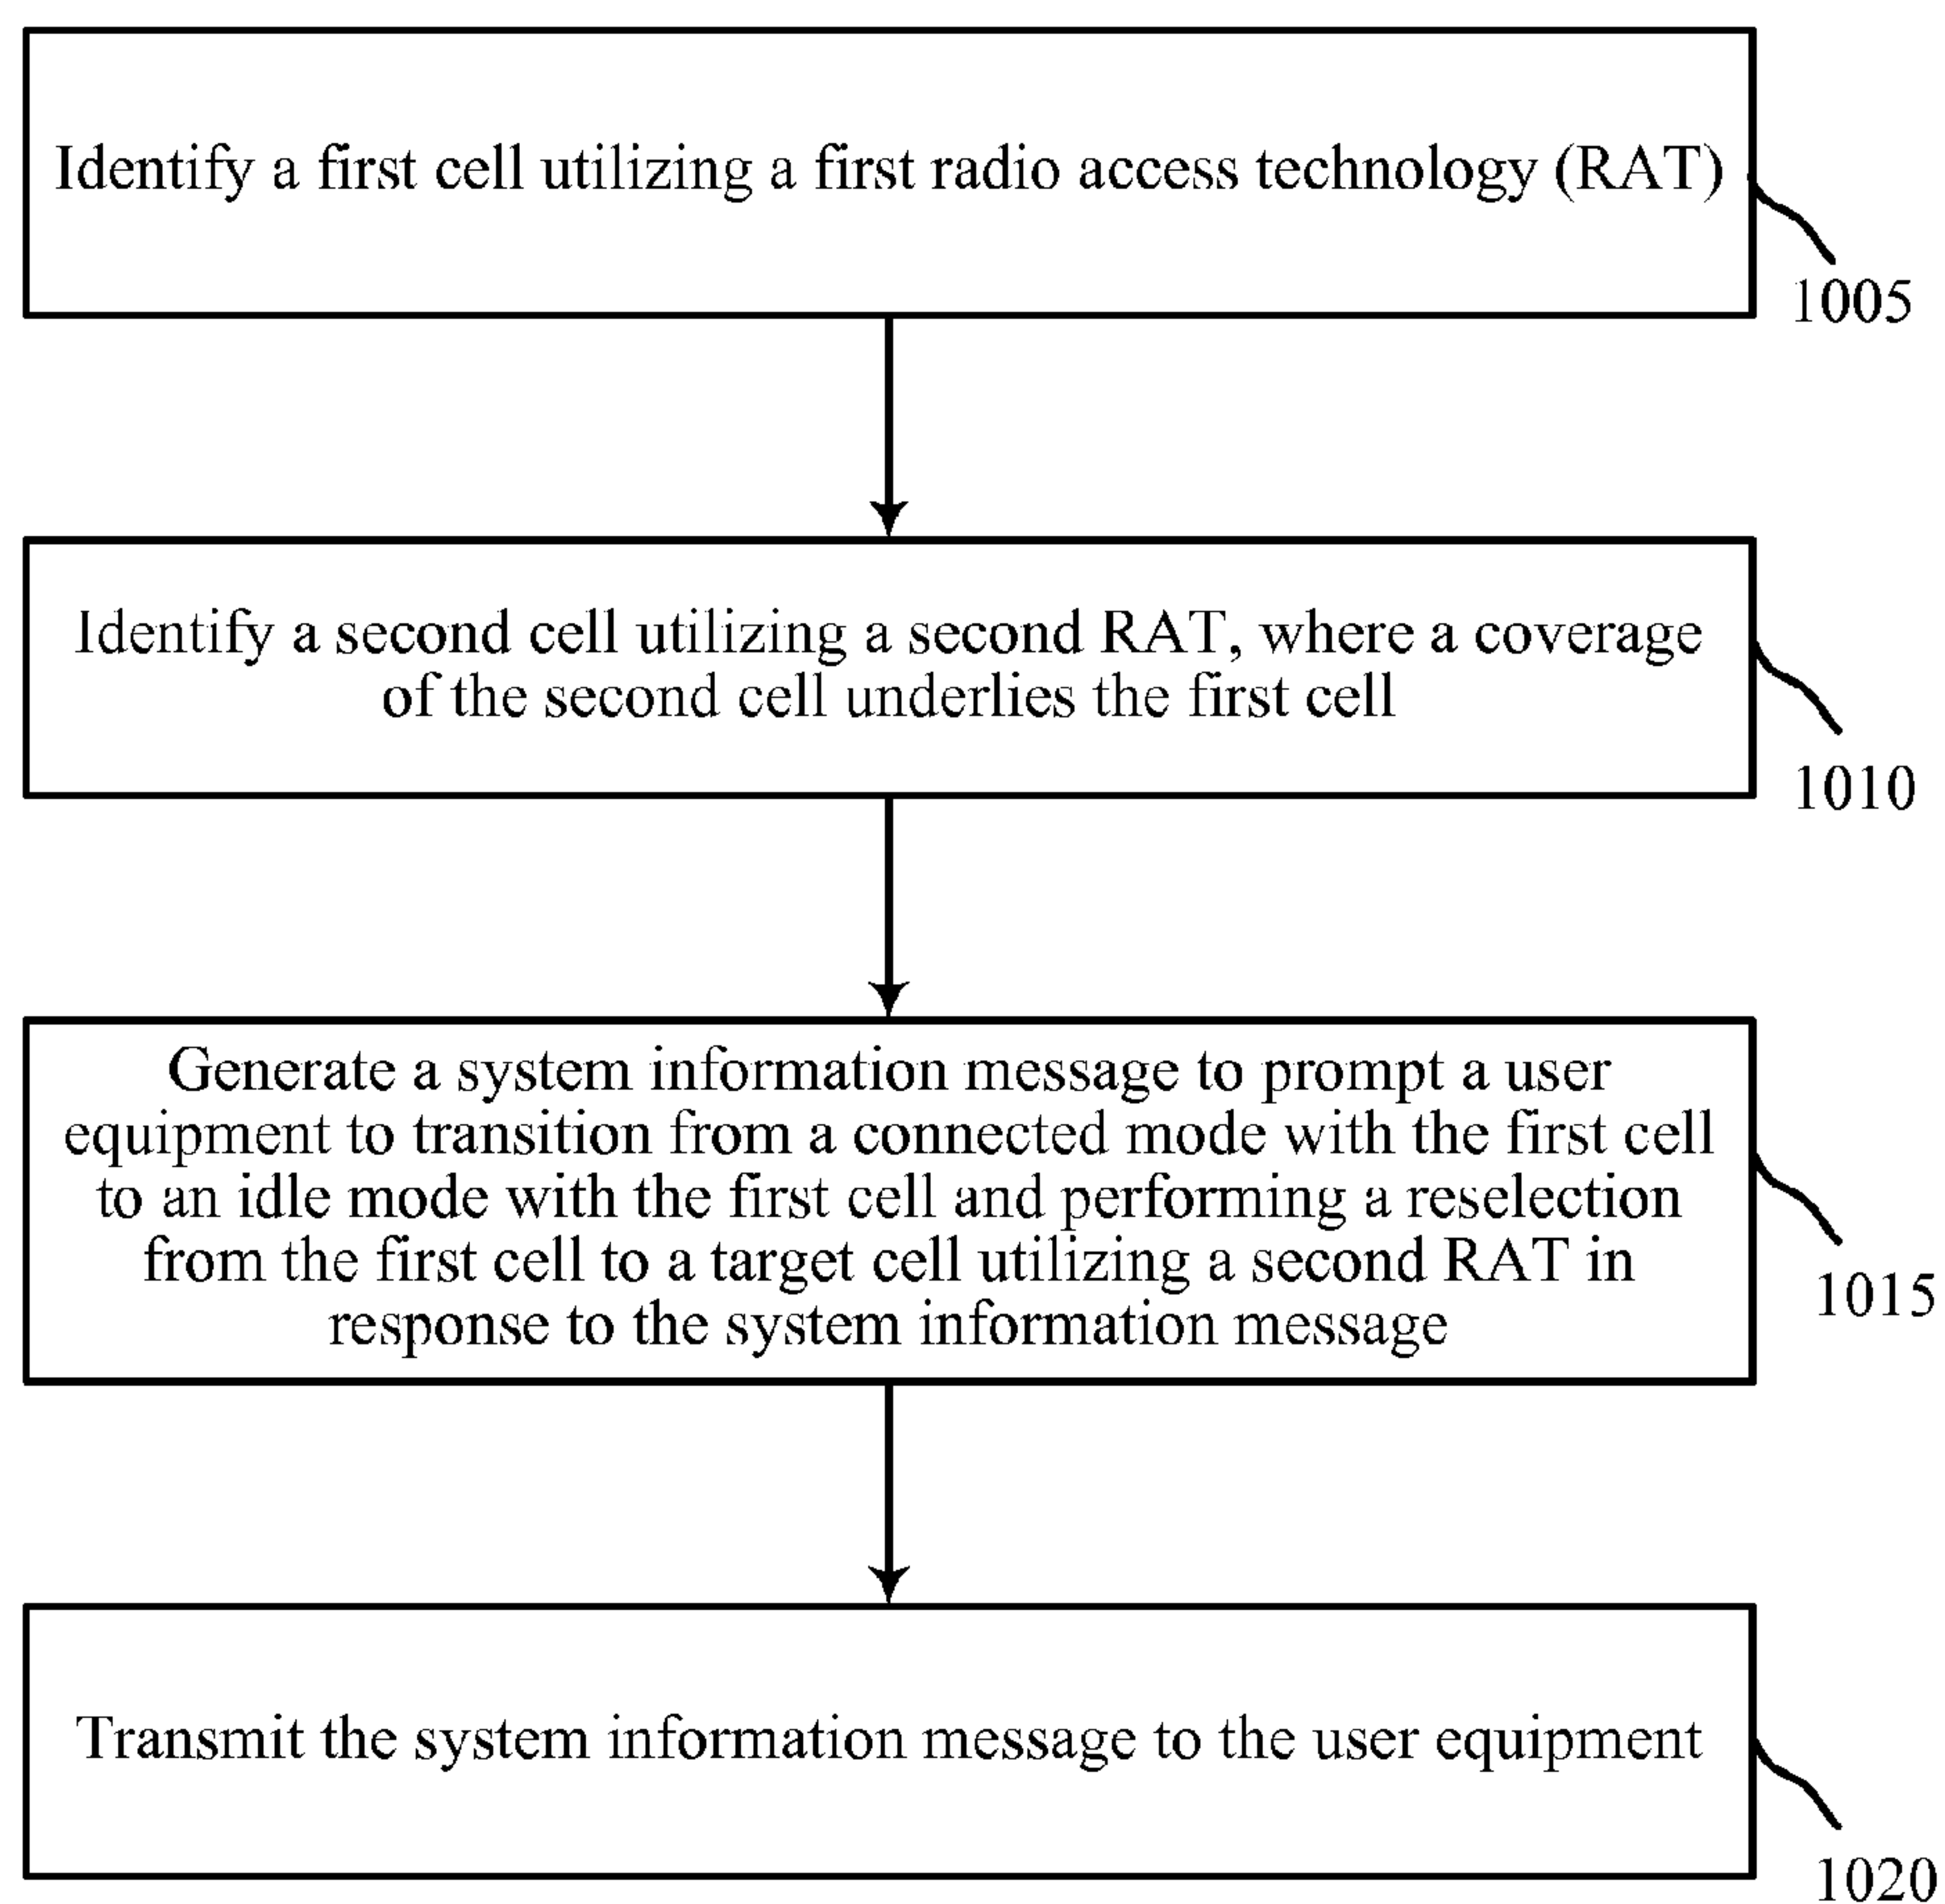 Identify a first cell utilizing a first radio access technology (RAT)
1005
Identify a second cell utilizing a second RAT, where a coverage
of the second cell underlies the first cell
1010
Generate a system information message to prompt a user
equipment to transition from a connected mode with the first cell
to an idle mode with the first cell and performing a reselection
from the first cell to a target cell utilizing a second RAT in
response to the system information message
1015
Transmit the system information message to the user equipment
1020